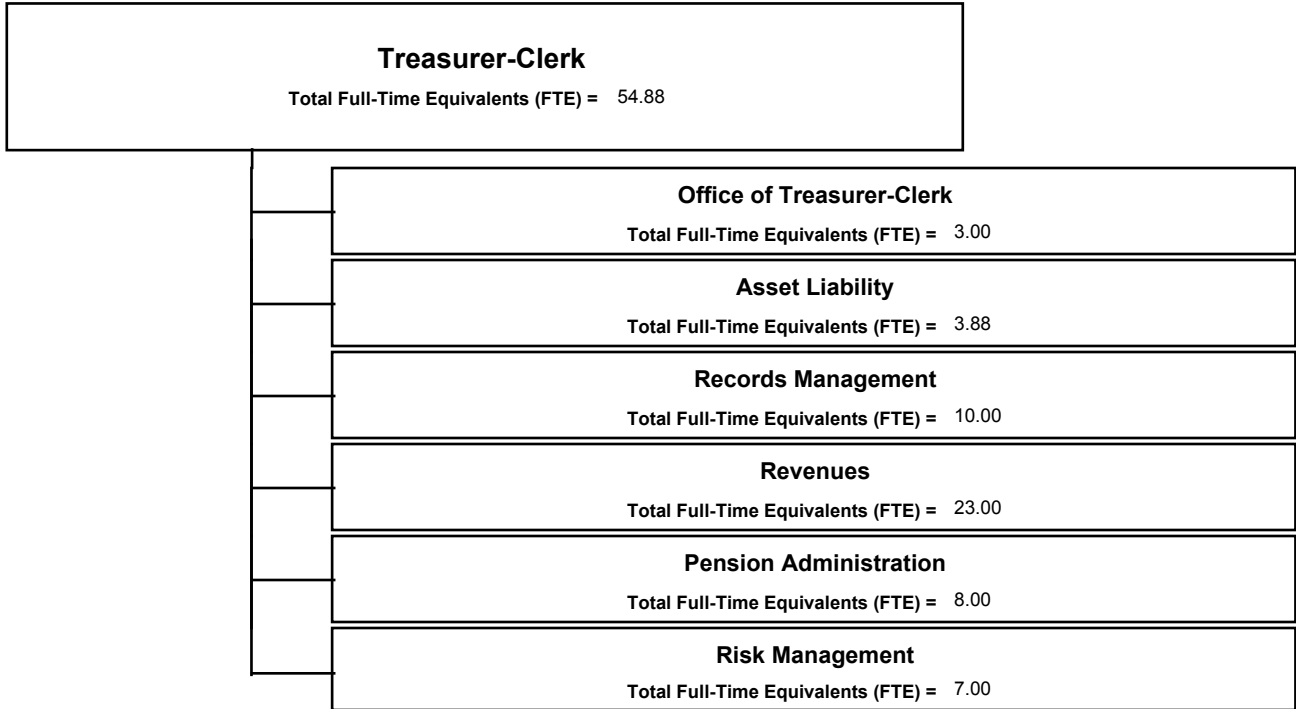 Treasurer-Clerk
Total Full-Time Equivalents (FTE) = 54.88
Office of Treasurer-Clerk
Total Full-Time Equivalents (FTE) = 3.00
Asset Liability
Total Full-Time Equivalents (FTE) = 3.88
Records Management
Total Full-Time Equivalents (FTE) = 10.00
Revenues
Total Full-Time Equivalents (FTE) = 23.00
Pension Administration
Total Full-Time Equivalents (FTE) = 8.00
Risk Management
Total Full-Time Equivalents (FTE) = 7.00